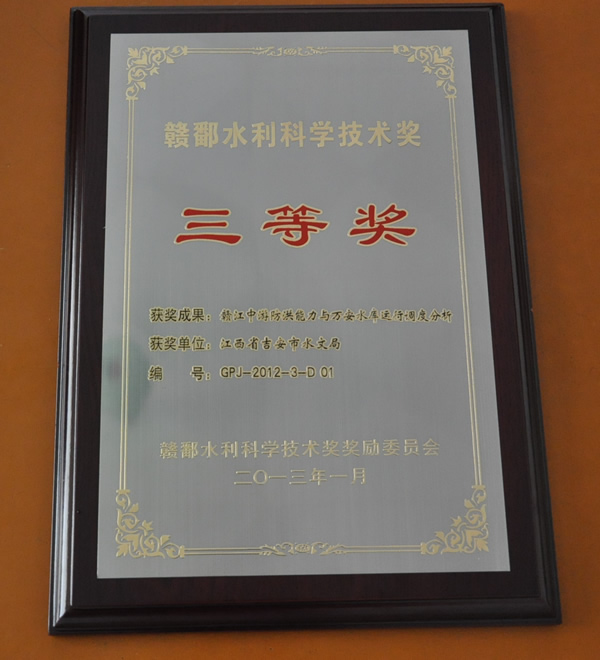 赣鄱水利科学技术奖
三等奖
获奖成果：赣江中游防洪能力与万安水库运行调度分析
获奖单位：江西省吉安市水文局
编 号：GPJ-2012-3-D 01
赣鄱水利科学技术奖奖励委员会
二〇一三年一月